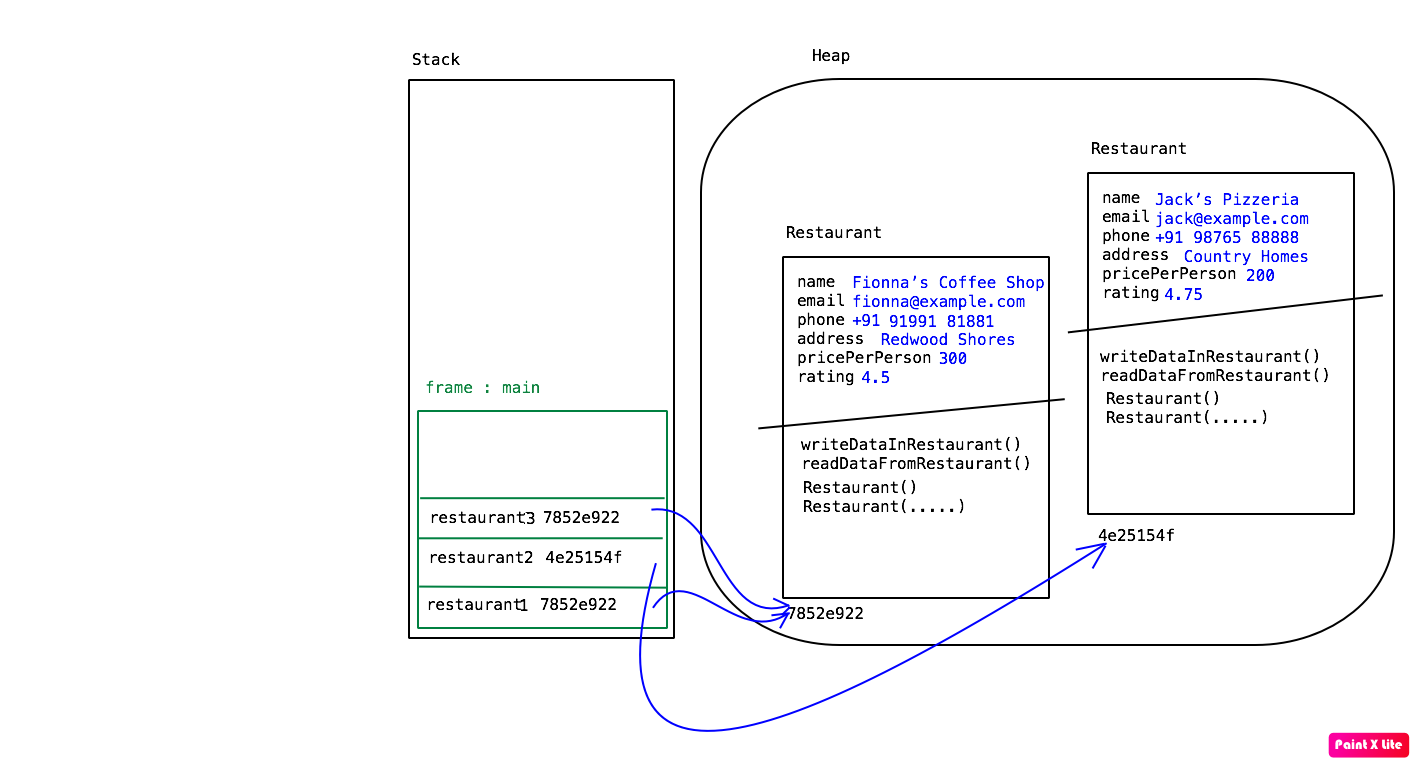 Stack
frame : main
restaurant3 7852e922
restaurant2 4e25154f
restaurant1 7852e922
Heap
Restaurant
name Fionna’s Coffee Shop
email fionna@example.com
phone +91 91991 81881
address Redwood Shores
pricePerPerson 300
rating 4.5
writeDataInRestaurant()
readDataFromRestaurant()
Restaurant()
Restaurant(.....)
7852e922
Restaurant
name Jack’s Pizzeria
email jack@example.com
phone +91 98765 88888
address Country Homes
pricePerPerson 200
rating 4.75
writeDataInRestaurant()
readDataFromRestaurant()
Restaurant()
Restaurant(.....)
4e25154f
Paint X Lite